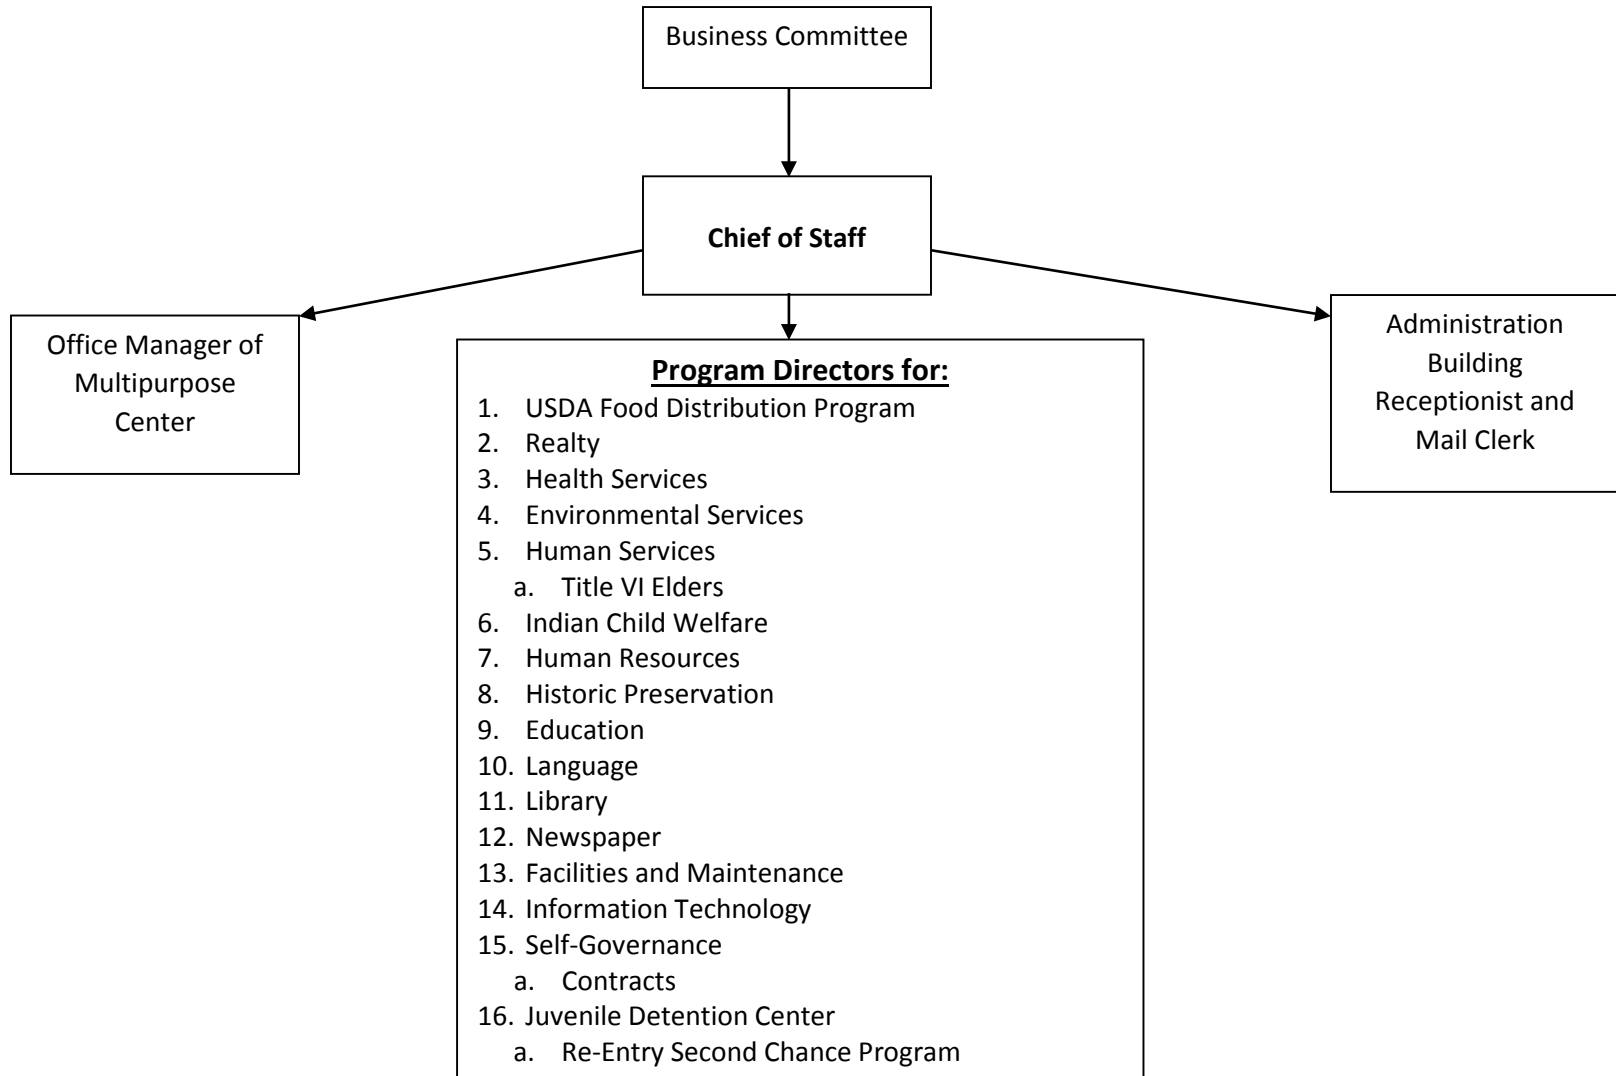 Business Committee
Chief of Staff
Office Manager of
Multipurpose
Center
Program Directors for:
1. USDA Food Distribution Program
2. Realty
3. Health Services
4. Environmental Services
5. Human Services
a. Title VI Elders
6. Indian Child Welfare
7. Human Resources
8. Historic Preservation
9. Education
10. Language
11. Library
12. Newspaper
13. Facilities and Maintenance
14. Information Technology
15. Self-Governance
a. Contracts
16. Juvenile Detention Center
a. Re-Entry Second Chance Program
Administration
Building
Receptionist and
Mail Clerk